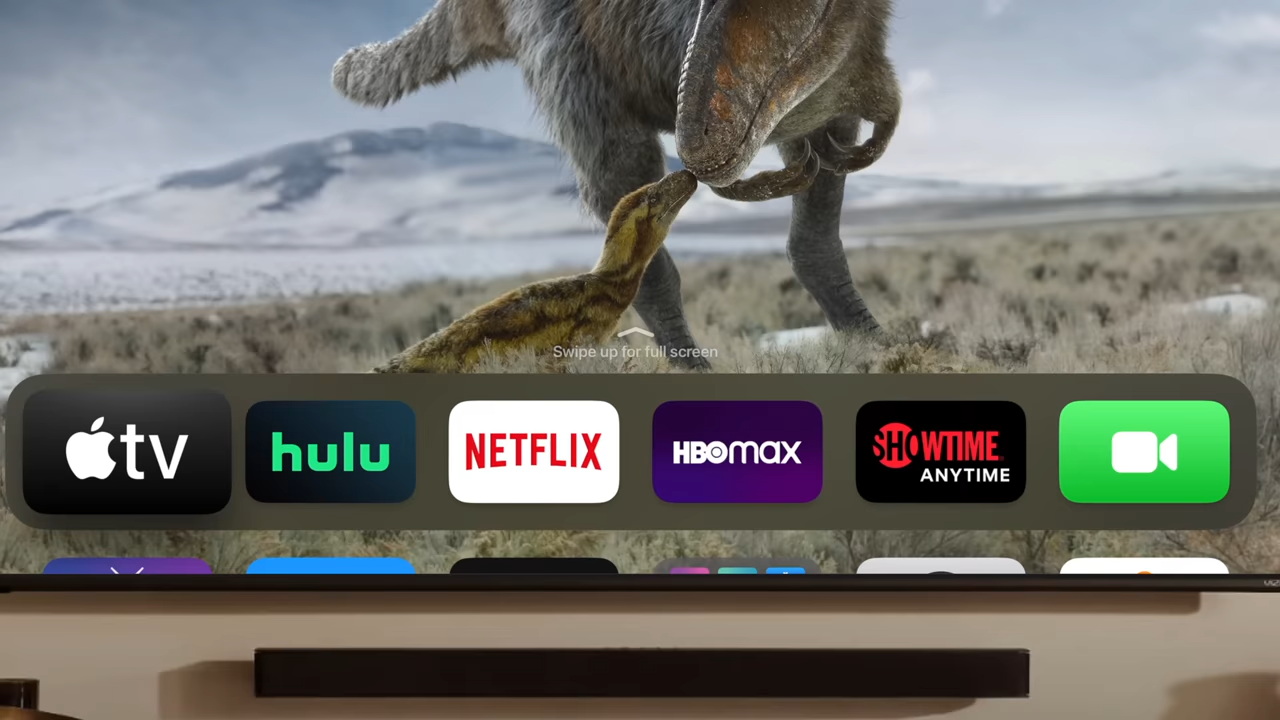 Swipe up for full screen
tv
hulu
NETFLIX
HBOmax
SHOWTIME
ANYTIME